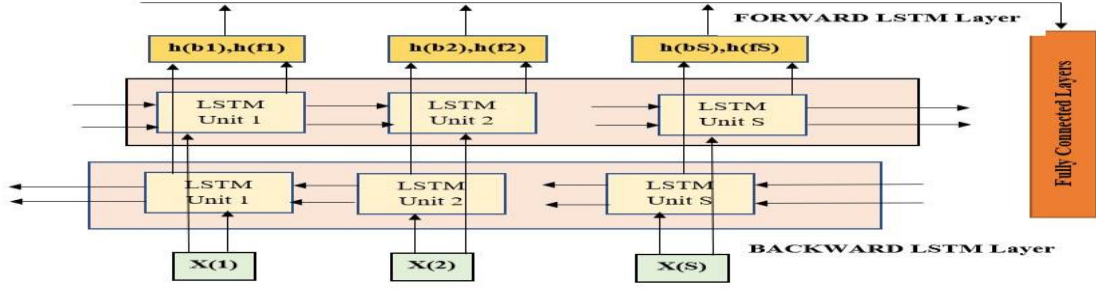 FORWARD LSTM Layer
h(b1),h(f1)
h(b2),h(f2)
h(bS),h(fS)
LSTM
Unit 1
LSTM
Unit 2
LSTM
Unit S
Fully Connected Layers
LSTM
Unit 1
LSTM
Unit 2
LSTM
Unit S
BACKWARD LSTM Layer
X(1)
X(2)
X(S)